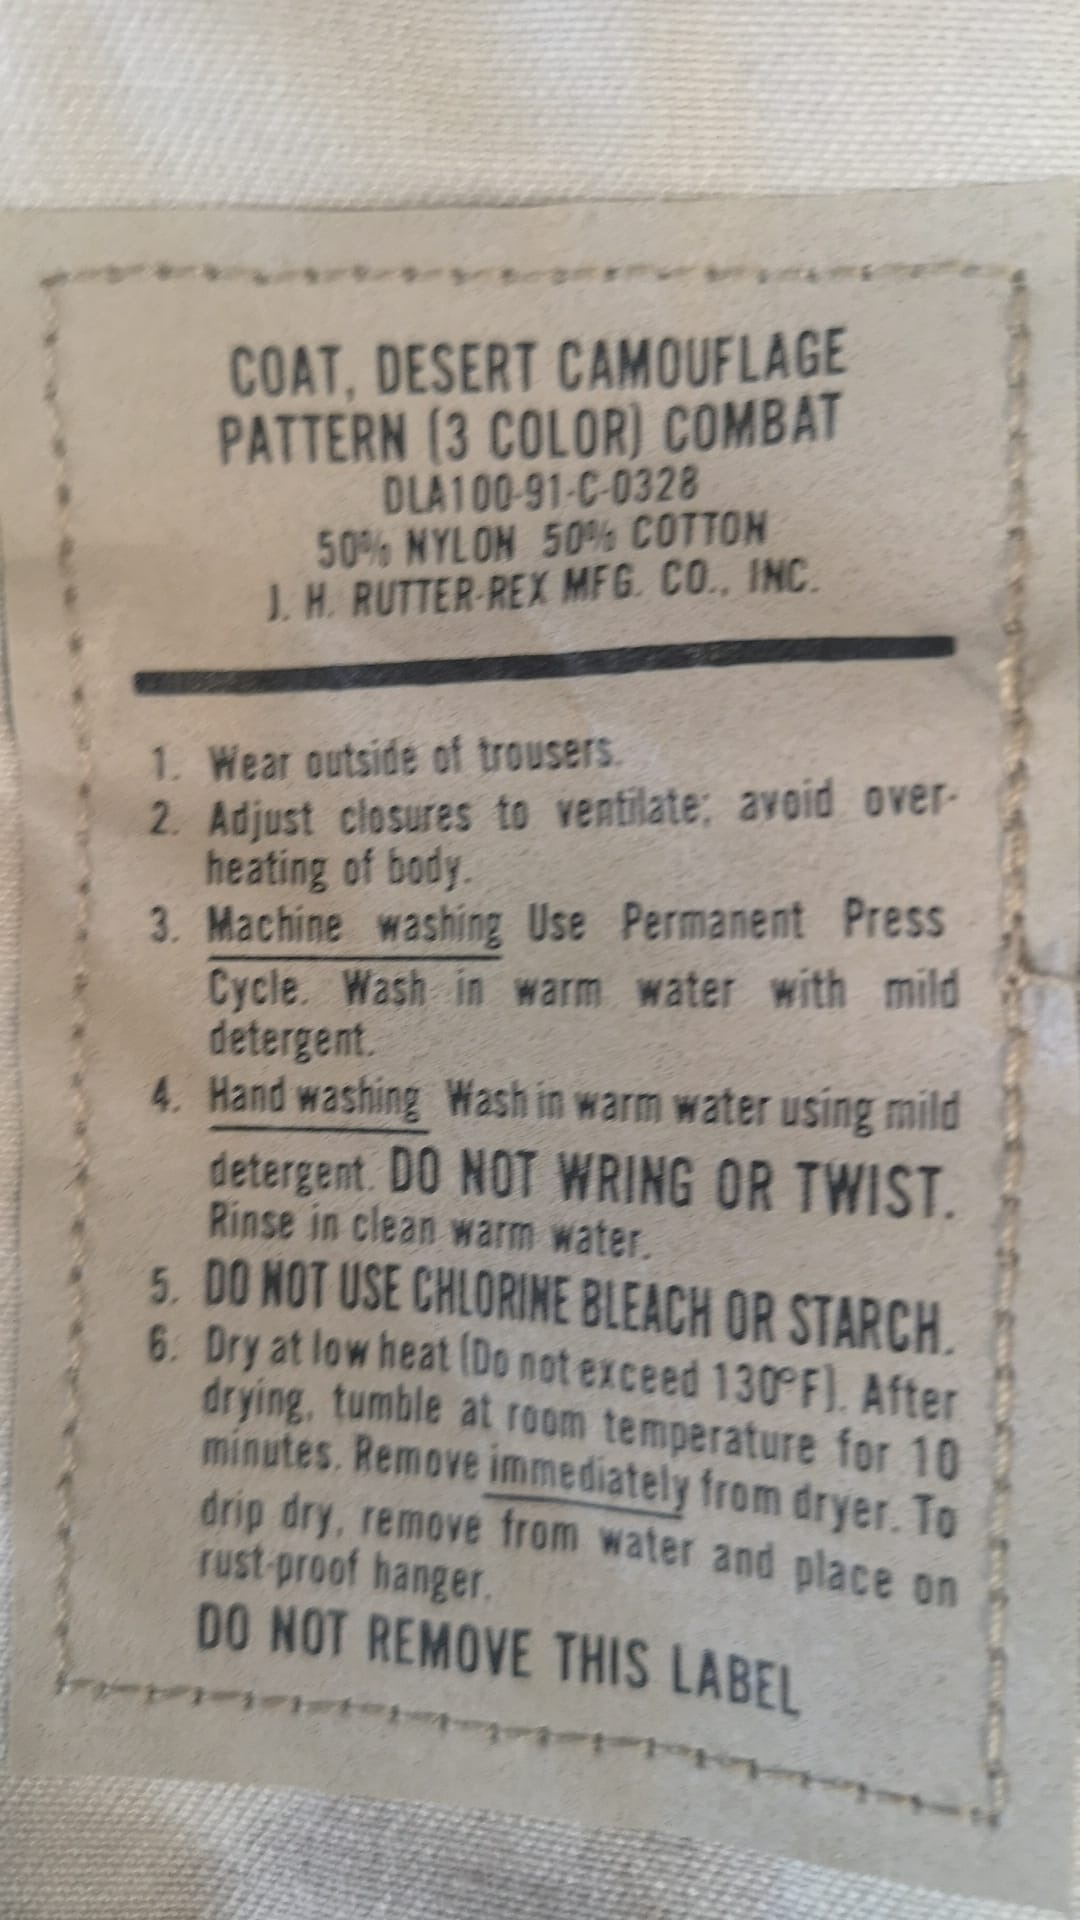 COAT, DESERT CAMOUFLAGE
PATTERN (3 COLOR) COMBAT
DLA100-91-C-0328
50% NYLON 50% COTTON
J. H. RUTTER-REX MFG. CO., INC.
1. Wear outside of trousers.
2. Adjust closures to ventilate; avoid over-
heating of body.
3. Machine washing Use Permanent Press
Cycle. Wash in warm water with mild
detergent.
4. Hand washing Wash in warm water using mild
detergent. DO NOT WRING OR TWIST.
Rinse in clean warm water.
5. DO NOT USE CHLORINE BLEACH OR STARCH.
6. Dry at low heat (Do not exceed 130°F). After
drying, tumble at room temperature for 10
minutes. Remove immediately from dryer. To
drip dry, remove from water and place on
rust-proof hanger.
DO NOT REMOVE THIS LABEL